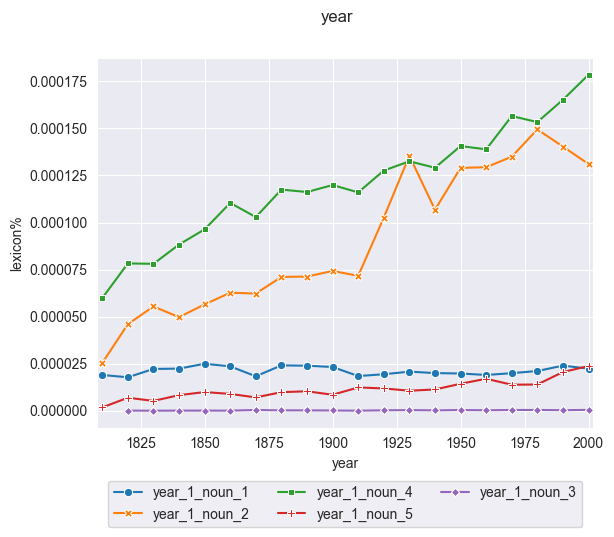 year
0.000175
0.000150
0.000125
0.000100
0.000075
0.000050
0.000025
0.000000
lexicon%
1825 1850 1875 1900 1925 1950 1975 2000
year
year_1_noun_1 year_1_noun_4 year_1_noun_3
year_1_noun_2 year_1_noun_5